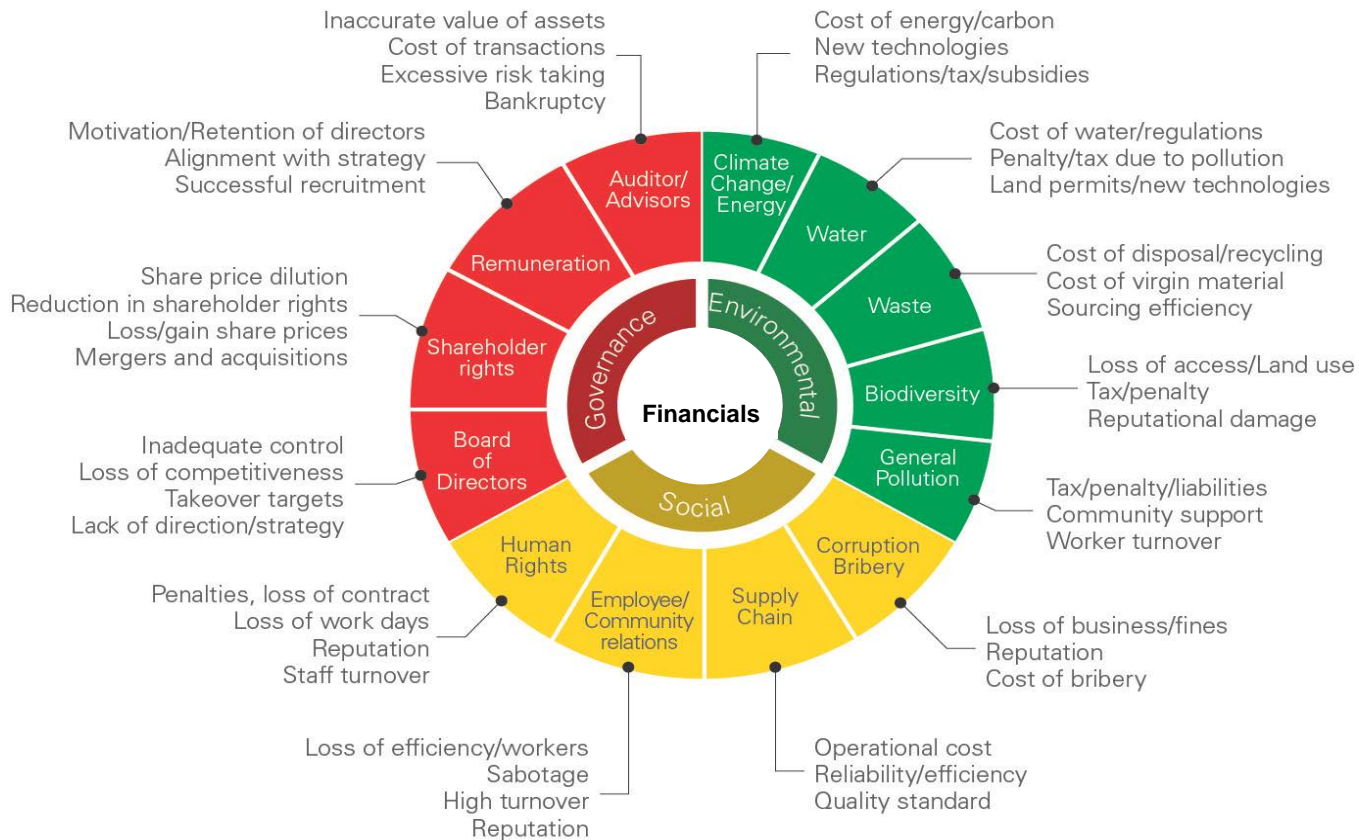 Inaccurate value of assets
Cost of transactions
Excessive risk taking
Bankruptcy
Cost of energy/carbon
New technologies
Regulations/tax/subsidies
Motivation/Retention of directors
Alignment with strategy
Successful recruitment
Cost of water/regulations
Penalty/tax due to pollution
Land permits/new technologies
Share price dilution
Reduction in shareholder rights
Loss/gain share prices
Mergers and acquisitions
Cost of disposal/recycling
Cost of virgin material
Sourcing efficiency
Inadequate control
Loss of competitiveness
Takeover targets
Lack of direction/strategy
Loss of access/Land use
Tax/penalty
Reputational damage
Penalties, loss of contract
Loss of work days
Reputation
Staff turnover
Tax/penalty/liabilities
Community support
Worker turnover
Loss of efficiency/workers
Sabotage
High turnover
Reputation
Operational cost
Reliability/efficiency
Quality standard
Loss of business/fines
Reputation
Cost of bribery
Auditor/
Advisors
Climate
Change/
Energy
Remuneration
Water
Shareholder
rights
Waste
Board
of
Directors
Biodiversity
General
Pollution
Human
Rights
Employee/
Community
relations
Supply
Chain
Corruption
Bribery
Governance
Environmental
Social
Financials